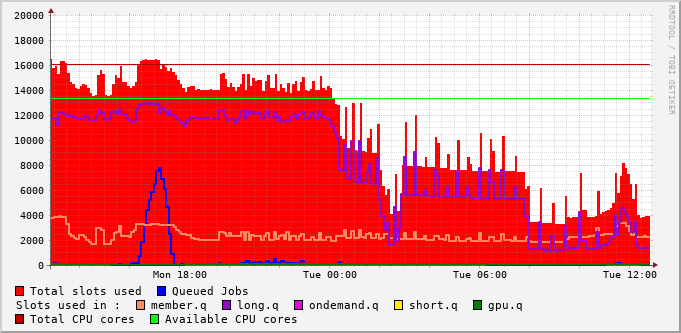 20000
18000
16000
14000
12000
10000
8000
6000
4000
2000
0
Mon 18:00 Tue 00:00 Tue 06:00 Tue 12:00
RRDTOOL / TOBI OETIKER
Total slots used Queued Jobs
Slots used in : member.q long.q ondemand.q short.q gpu.q
Total CPU cores Available CPU cores